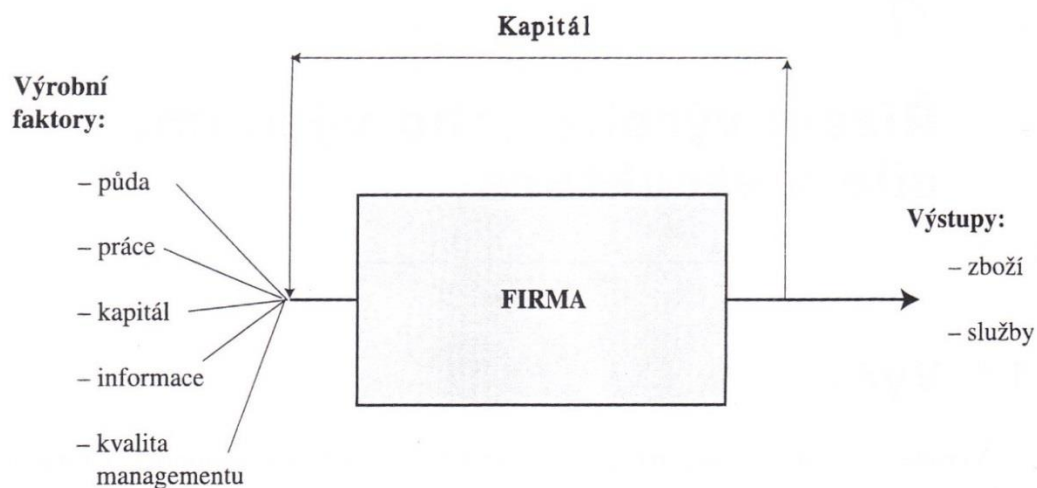 Kapitál
Výrobní
faktory:
– půda
– práce
– kapitál
– informace
– kvalita
managementu
FIRMA
Výstupy:
– zboží
– služby